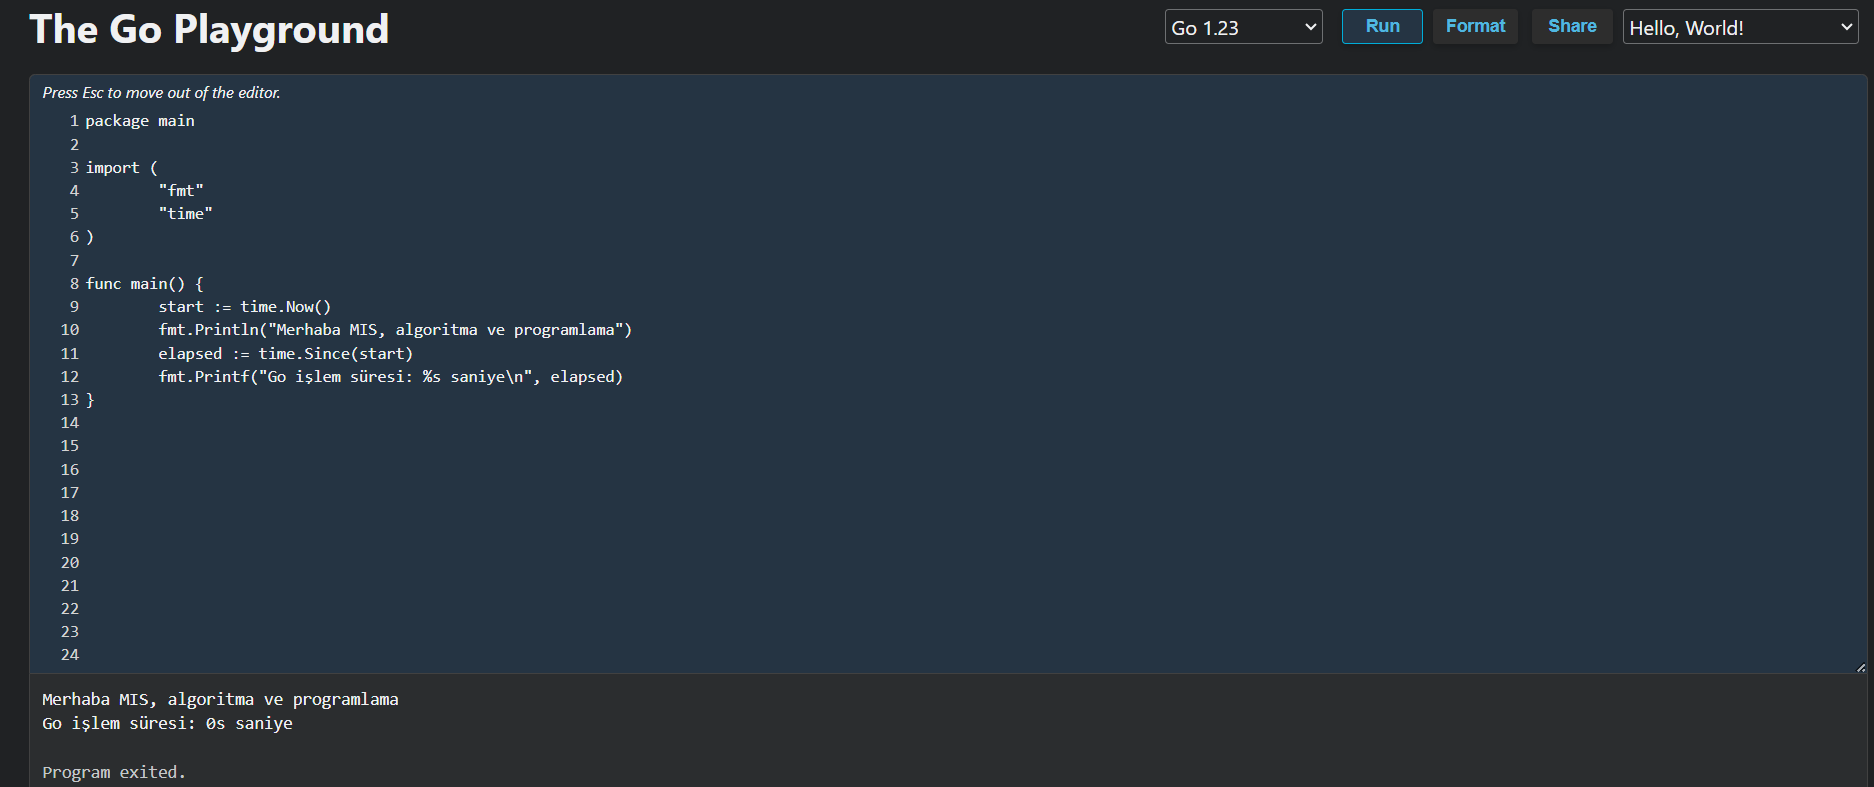 The Go Playground
Go 1.23
Run
Format
Share
Hello, World!
Press Esc to move out of the editor.
1 package main
2
3 import (
4 "fmt"
5 "time"
6 )
7
8 func main() {
9 start := time.Now()
10 fmt.Println("Merhaba MIS, algoritma ve programlama")
11 elapsed := time.Since(start)
12 fmt.Printf("Go işlem süresi: %s saniye\n", elapsed)
13 }
14
15
16
17
18
19
20
21
22
23
24
Merhaba MIS, algoritma ve programlama
Go işlem süresi: 0s saniye
Program exited.